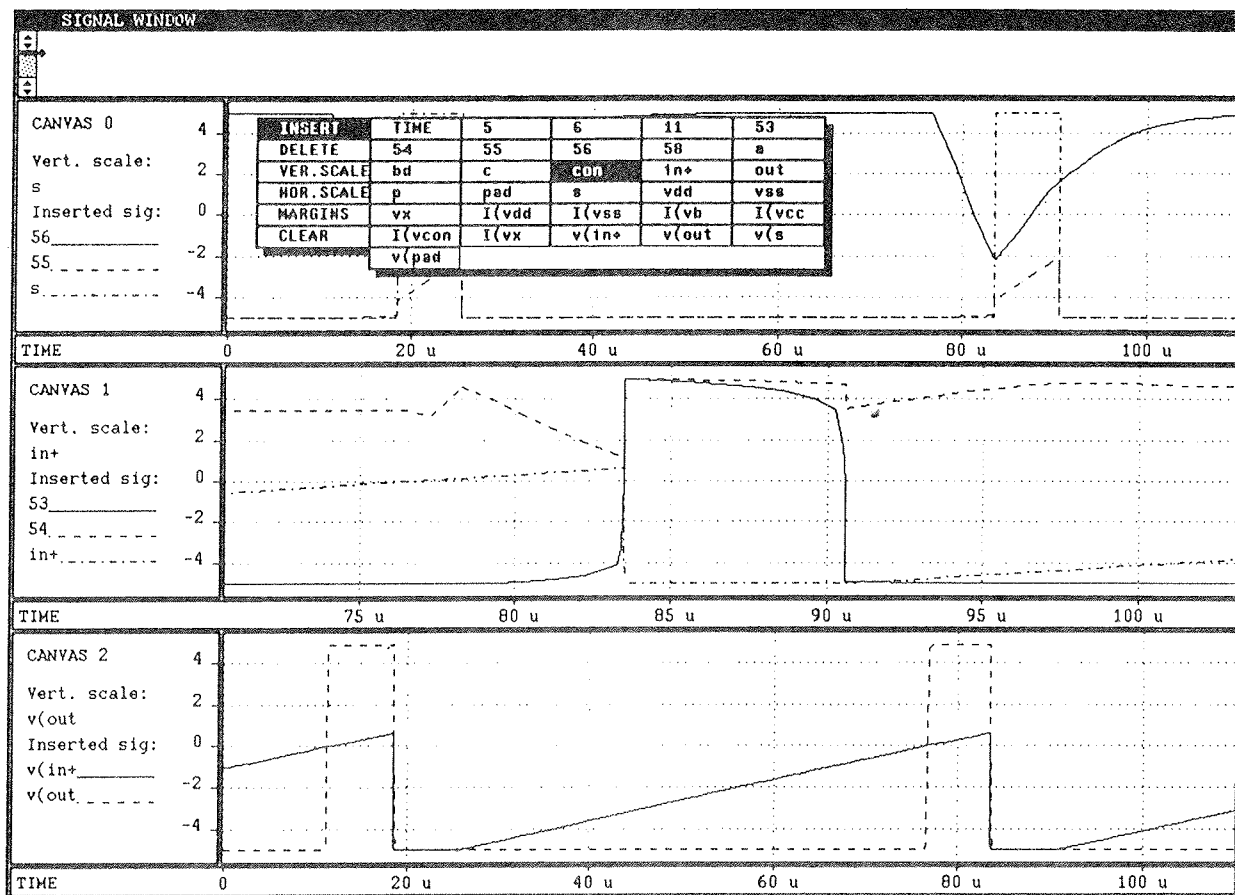 SIGNAL WINDOW
CANVAS 0
Vert. scale:
s
Inserted sig:
56
55
s
4
2
0
-2
-4
INSERT TIME 5 6 11 53
DELETE 54 55 56 58 a
VER.SCALE bd c con in+ out
HOR.SCALE p pad s vdd vss
MARGINS vx I(vdd I(vss I(vb I(vcc
CLEAR I(vcon I(vx v(in+ v(out v(s
v(pad
TIME 0 20 u 40 u 60 u 80 u 100 u
CANVAS 1
Vert. scale:
in+
Inserted sig:
53
54
in+
4
2
0
-2
-4
TIME 75 u 80 u 85 u 90 u 95 u 100 u
CANVAS 2
Vert. scale:
v(out
Inserted sig:
v(in+
v(out
4
2
0
-2
-4
TIME 0 20 u 40 u 60 u 80 u 100 u